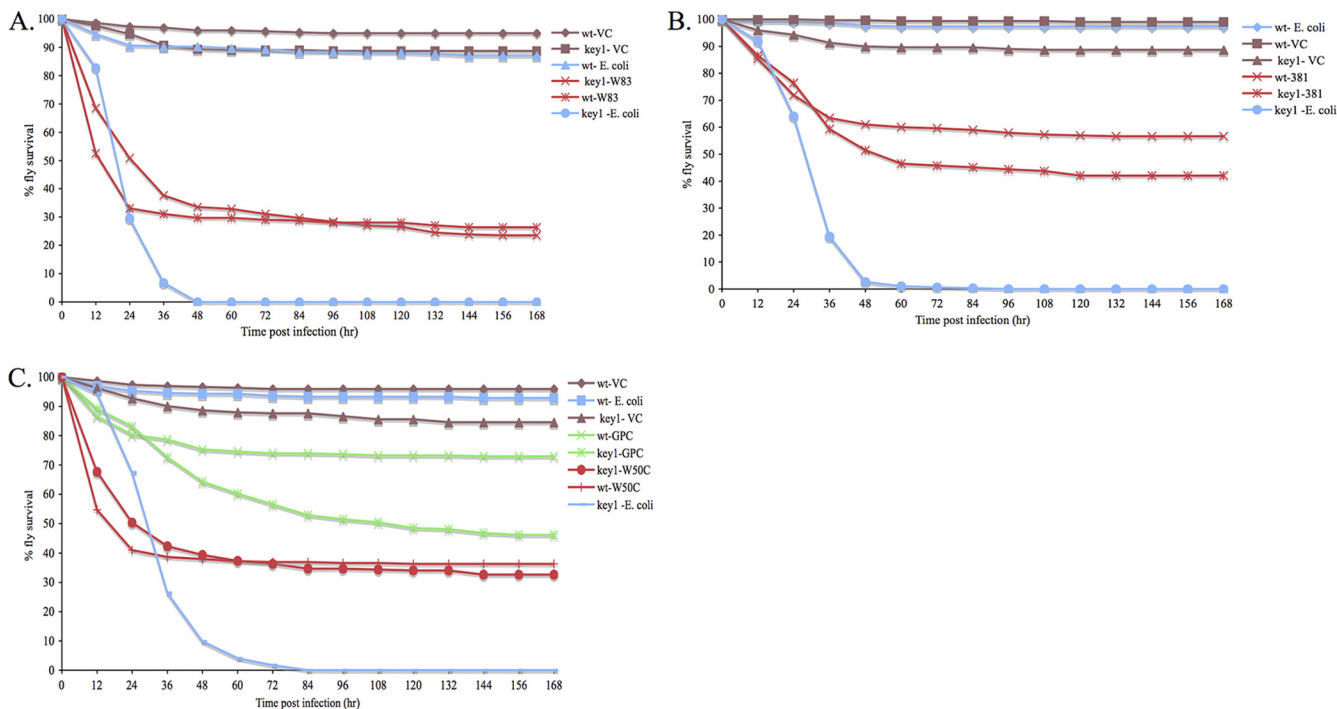 A.
% fly survival
100
90
80
70
60
50
40
30
20
10
0
0 12 24 36 48 60 72 84 96 108 120 132 144 156 168
Time post infection (hr)
wt-VC
key1- VC
wt- E. coli
key1-W83
wt-W83
key1 -E. coli
B.
% fly survival
100
90
80
70
60
50
40
30
20
10
0
0 12 24 36 48 60 72 84 96 108 120 132 144 156 168
Time post infection (hr)
wt- E. coli
wt-VC
key1- VC
wt-381
key1-381
key1 -E. coli
C.
% fly survival
100
90
80
70
60
50
40
30
20
10
0
0 12 24 36 48 60 72 84 96 108 120 132 144 156 168
Time post infection (hr)
wt-VC
wt- E. coli
key1- VC
wt-GPC
key1-GPC
key1-W50C
wt-W50C
key1 -E. coli